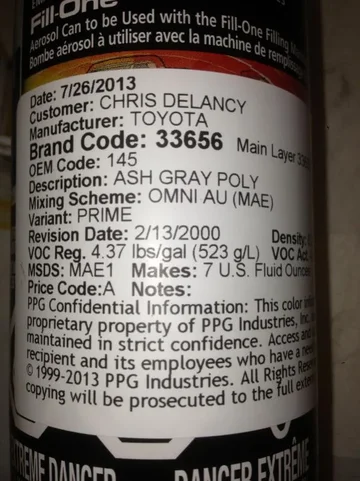 Fill-One
Aerosol Can to be Used with the Fill-One Filling
Bombe aérosol à utiliser avec la machine de remplissage
Date: 7/26/2013
Customer: CHRIS DELANCY
Manufacturer: TOYOTA
Brand Code: 33656 Main Layer
OEM Code: 145
Description: ASH GRAY POLY
Mixing Scheme: OMNI AU (MAE)
Variant: PRIME
Revision Date: 2/13/2000 Density:
VOC Reg. 4.37 lbs/gal (523 g/L) VOC Act.
MSDS: MAE1 Makes: 7 U.S. Fluid Ounces
Price Code:A Notes:
PPG Confidential Information: This color
proprietary property of PPG Industries, Inc.
maintained in strict confidence. Access and
recipient and its employees who have a
© 1999-2013 PPG Industries. All Rights
copying will be prosecuted to the full
EXTREME DANGER DANGER EXTRÊME